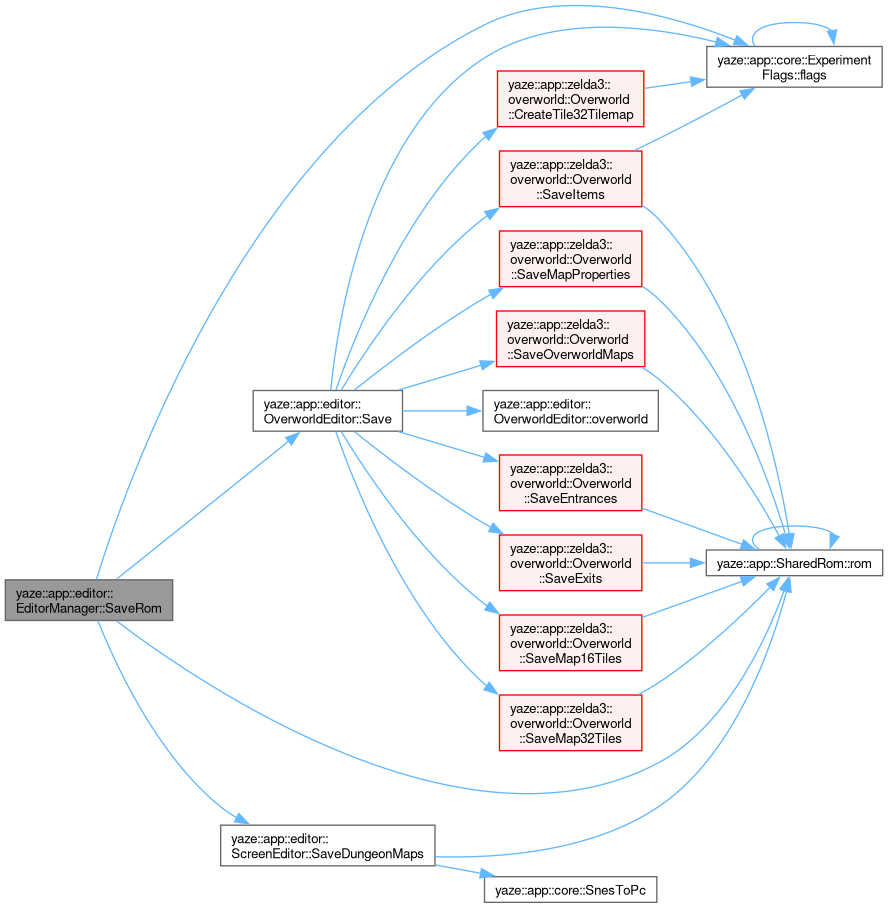 yaze::app::core::Experiment
Flags::flags
yaze::app::zelda3::
overworld::Overworld
::CreateTile32Tilemap
yaze::app::zelda3::
overworld::Overworld
::SaveItems
yaze::app::zelda3::
overworld::Overworld
::SaveMapProperties
yaze::app::zelda3::
overworld::Overworld
::SaveOverworldMaps
yaze::app::editor::
OverworldEditor::Save
yaze::app::editor::
OverworldEditor::overworld
yaze::app::zelda3::
overworld::Overworld
::SaveEntrances
yaze::app::zelda3::
overworld::Overworld
::SaveExits
yaze::app::SharedRom::rom
yaze::app::editor::
EditorManager::SaveRom
yaze::app::zelda3::
overworld::Overworld
::SaveMap16Tiles
yaze::app::zelda3::
overworld::Overworld
::SaveMap32Tiles
yaze::app::editor::
ScreenEditor::SaveDungeonMaps
yaze::app::core::SnesToPc